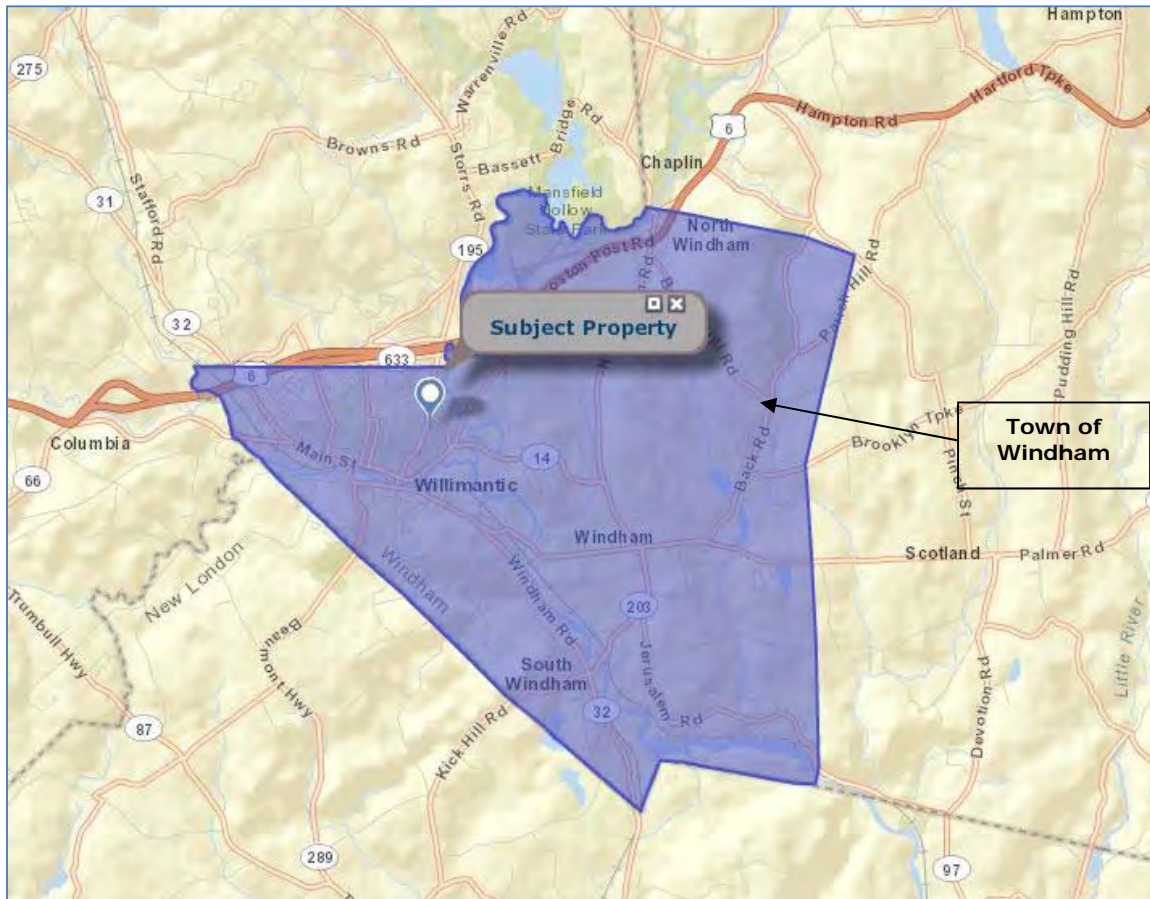 Hampton
275
Warrenville Rd
Hartford Tpke
Hampton Rd
6
Browns Rd
Bassett Bridge Rd
Chaplin
Storrs Rd
Stafford Rd
31
Mansfield
Hollow
State Park
North
Windham
195
Boston Post Rd
Pudding Hill Rd
32
Subject Property
633
6
Town of
Windham
Brooklyn Tpke
Columbia
Main St
14
Back Rd
66
Willimantic
Windham
Scotland
Palmer Rd
New London
Windham
Windham Rd
203
Trumbull Hwy
Beaumont Hwy
South
Windham
Jerusalem Rd
Little River
32
Devotion Rd
87
Kick Hill Rd
289
97